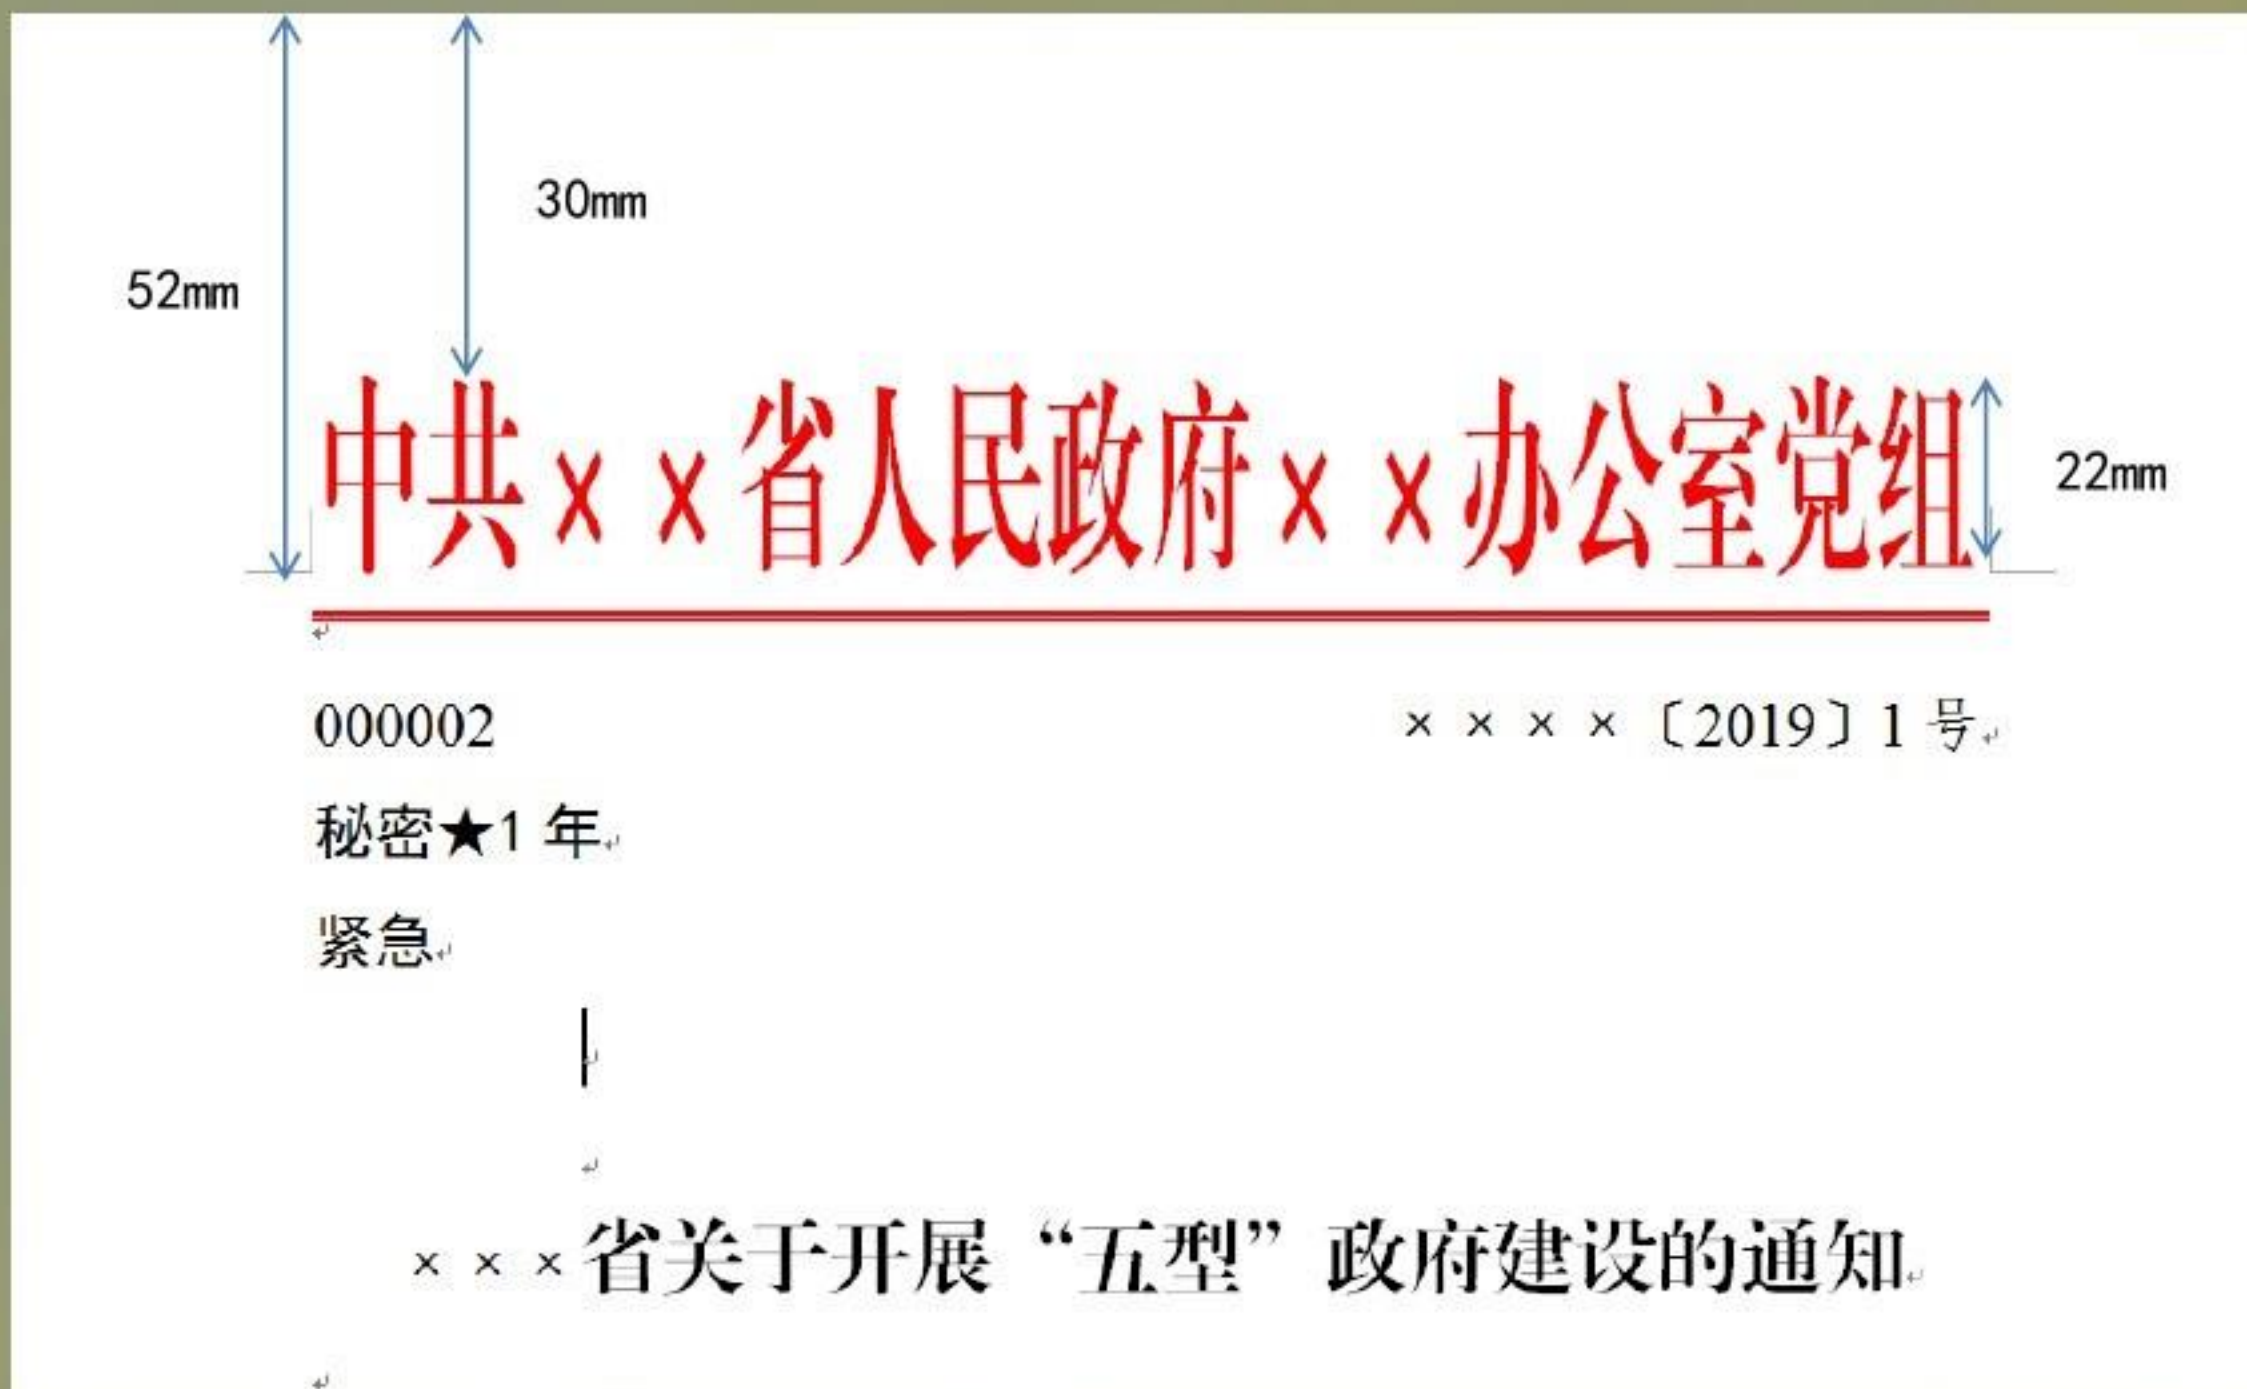 30mm
52mm
中共××省人民政府××办公室党组
22mm
000002 ××××〔2019〕1号
秘密★1年
紧急
×××省关于开展“五型”政府建设的通知